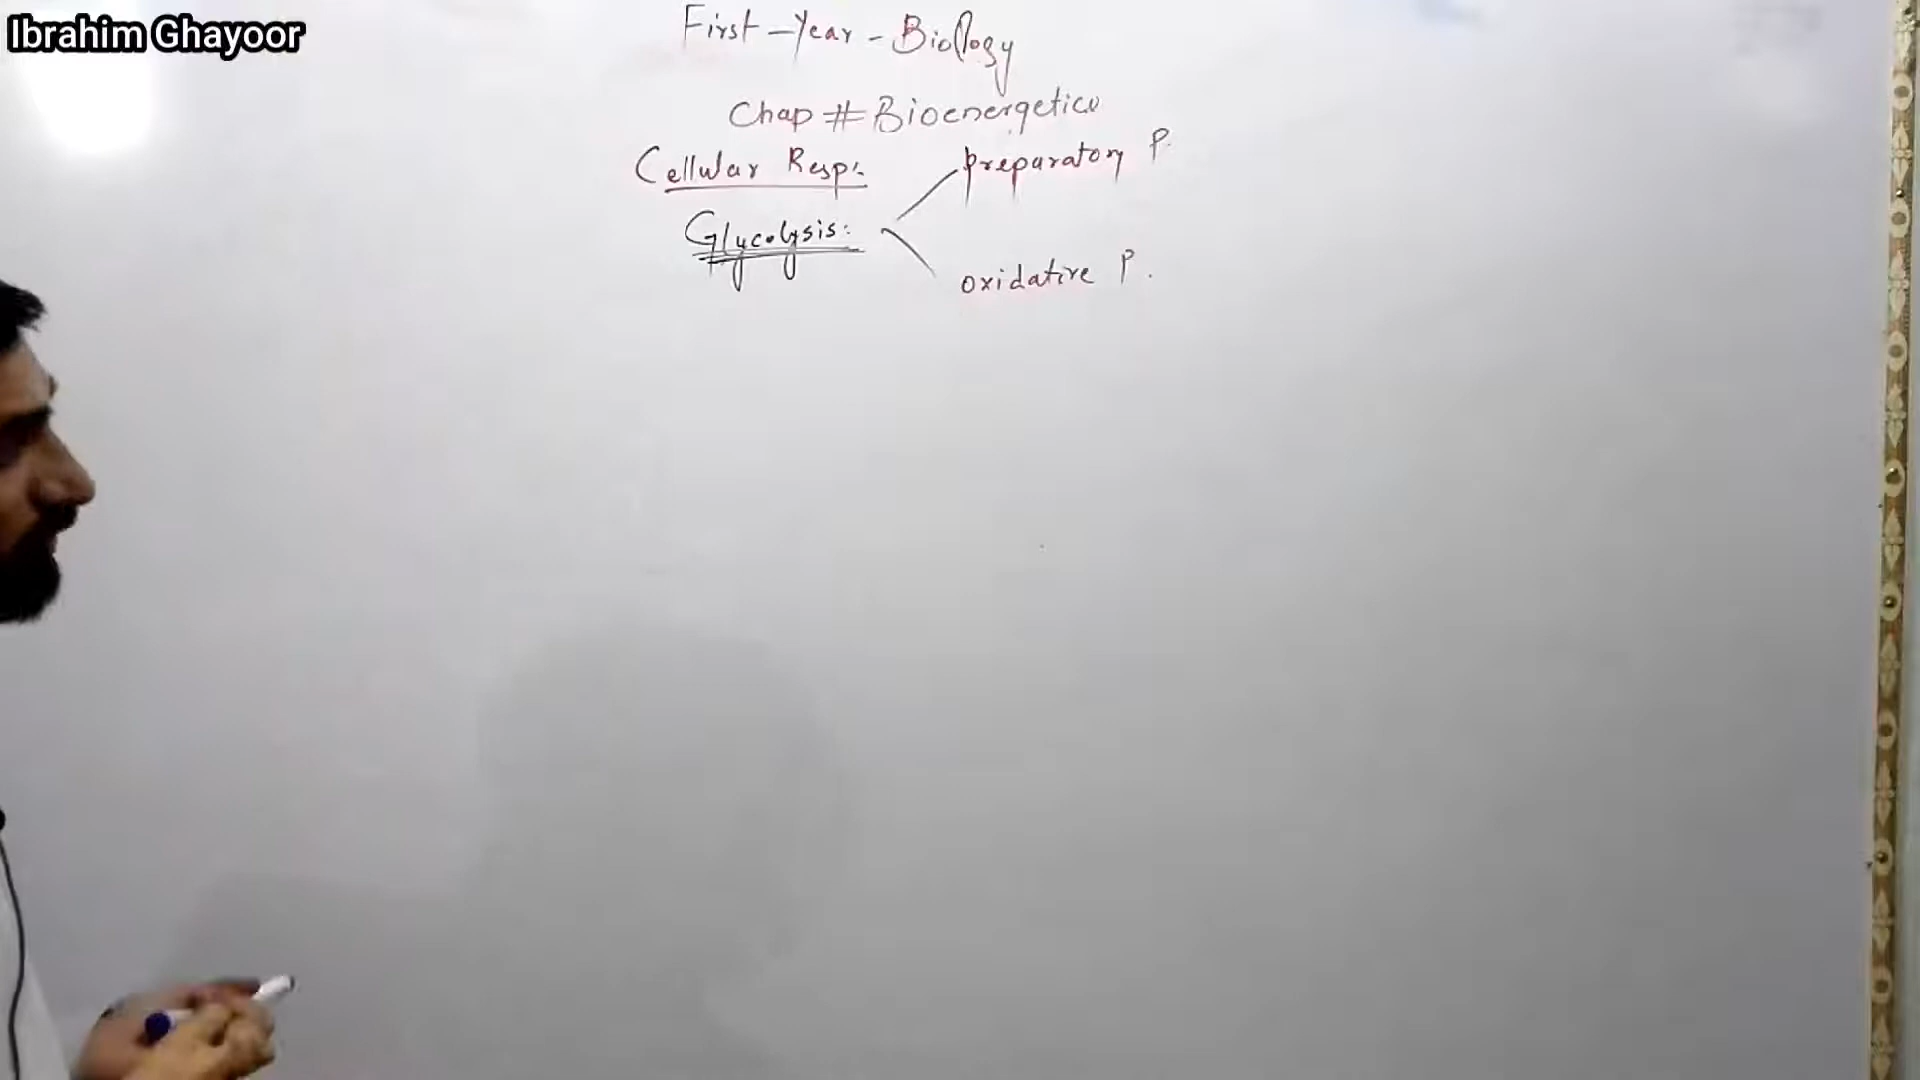 Ibrahim Ghayoor
First-Year-Biology
Chap # Bioenergetics
Cellular Resp:
preparatory P.
Glycolysis:
oxidative P.